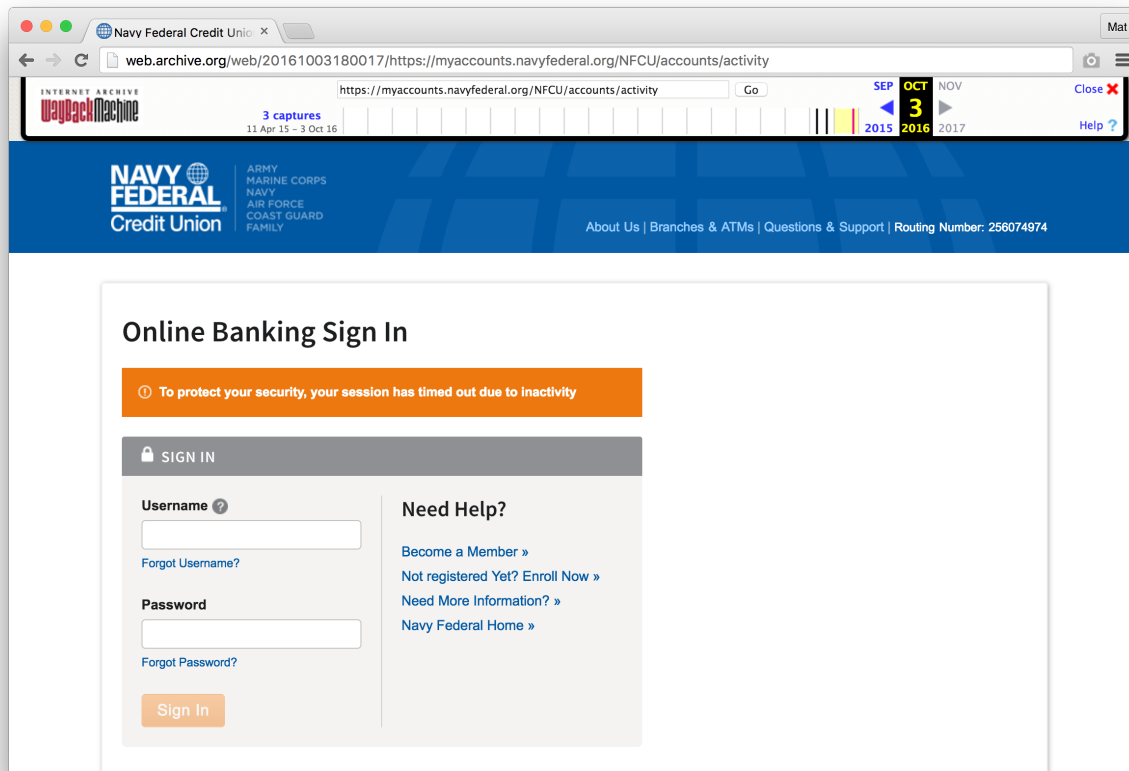 Navy Federal Credit Unio
Mat
web.archive.org/web/20161003180017/https://myaccounts.navyfederal.org/NFCU/accounts/activity
INTERNET ARCHIVE
WayBackMachine
https://myaccounts.navyfederal.org/NFCU/accounts/activity
Go
3 captures
11 Apr 15 – 3 Oct 16
SEP OCT NOV
3
2015 2016 2017
Close
Help ?
NAVY
FEDERAL®
Credit Union
ARMY
MARINE CORPS
NAVY
AIR FORCE
COAST GUARD
FAMILY
About Us | Branches & ATMs | Questions & Support | Routing Number: 256074974
Online Banking Sign In
To protect your security, your session has timed out due to inactivity
SIGN IN
Username ?
Forgot Username?
Password
Forgot Password?
Sign In
Need Help?
Become a Member »
Not registered Yet? Enroll Now »
Need More Information? »
Navy Federal Home »